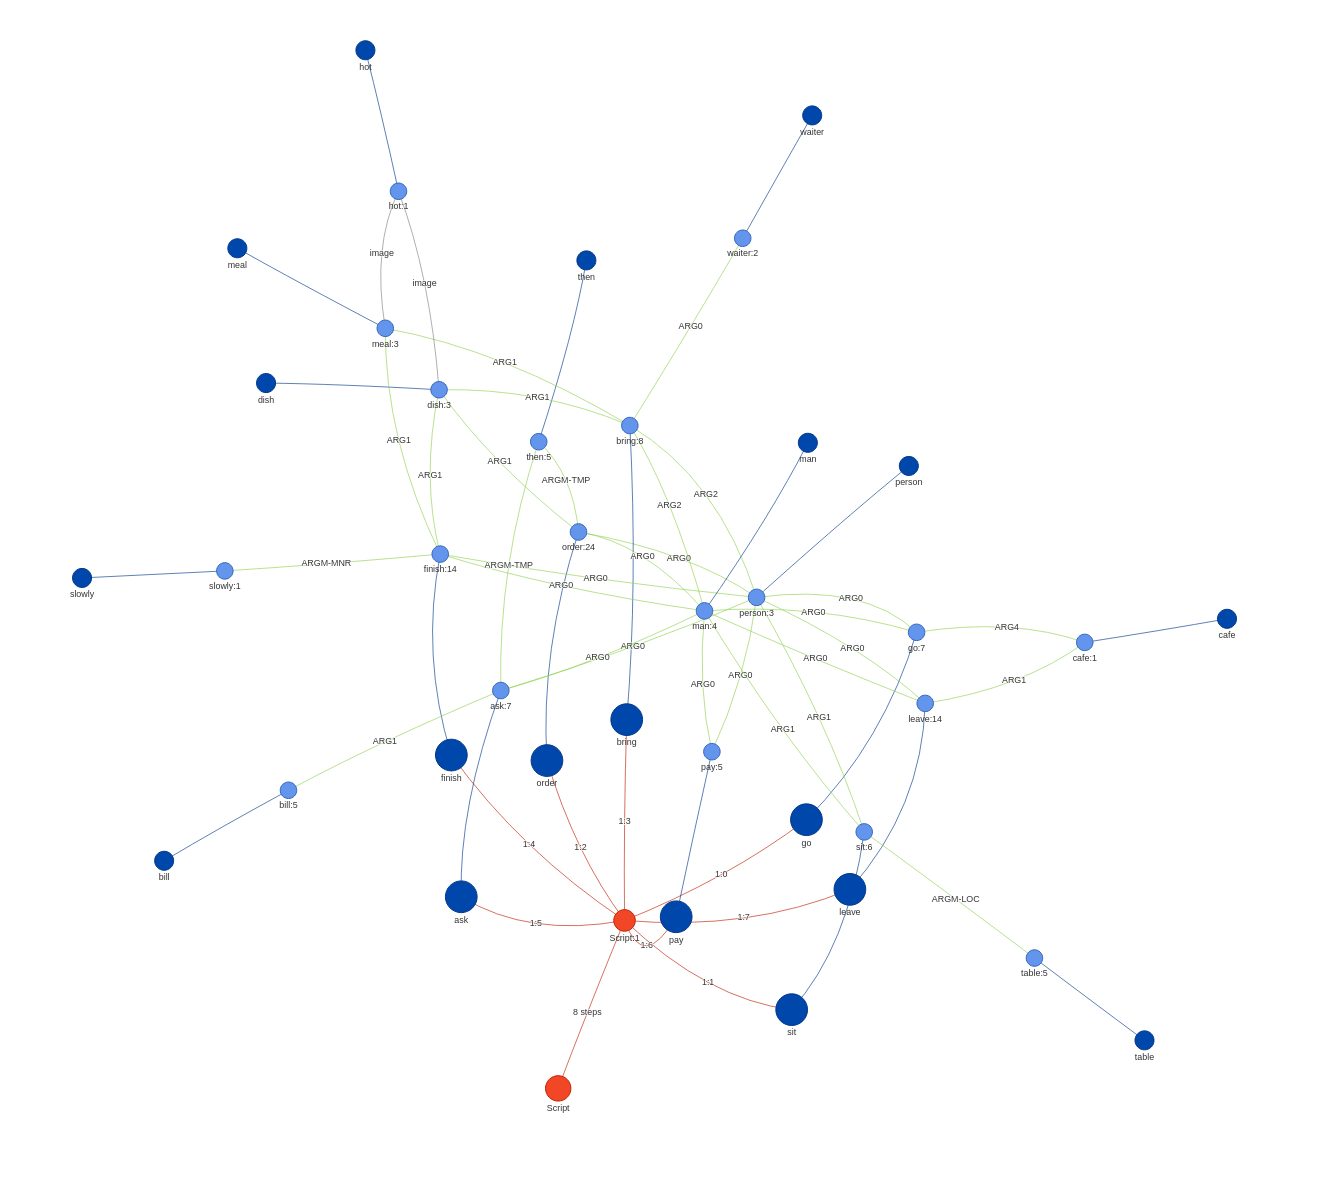 hot
waiter
hot:1
image
waiter:2
meal
then
image
ARG0
meal:3
ARG1
dish
dish:3
ARG1
bring:8
ARG1
then:5
man
ARG1
ARG1
ARGM-TMP
person
ARG2
ARG2
order:24
ARG0
ARG0
finish:14
ARGM-MNR
ARGM-TMP
ARG0
ARG0
slowly
slowly:1
person:3
ARG0
ARG0
man:4
ARG4
cafe
go:7
cafe:1
ARG0
ARG0
ARG0
ARG0
ARG0
ARG0
ARG1
ask:7
leave:14
ARG1
ARG1
ARG1
bring
pay:5
finish
order
bill:5
1:3
go
sit:6
1:4
1:2
1:0
bill
ARGM-LOC
ask
leave
1:5
1:7
Script:1
pay
1:6
table:5
1:1
8 steps
sit
table
Script